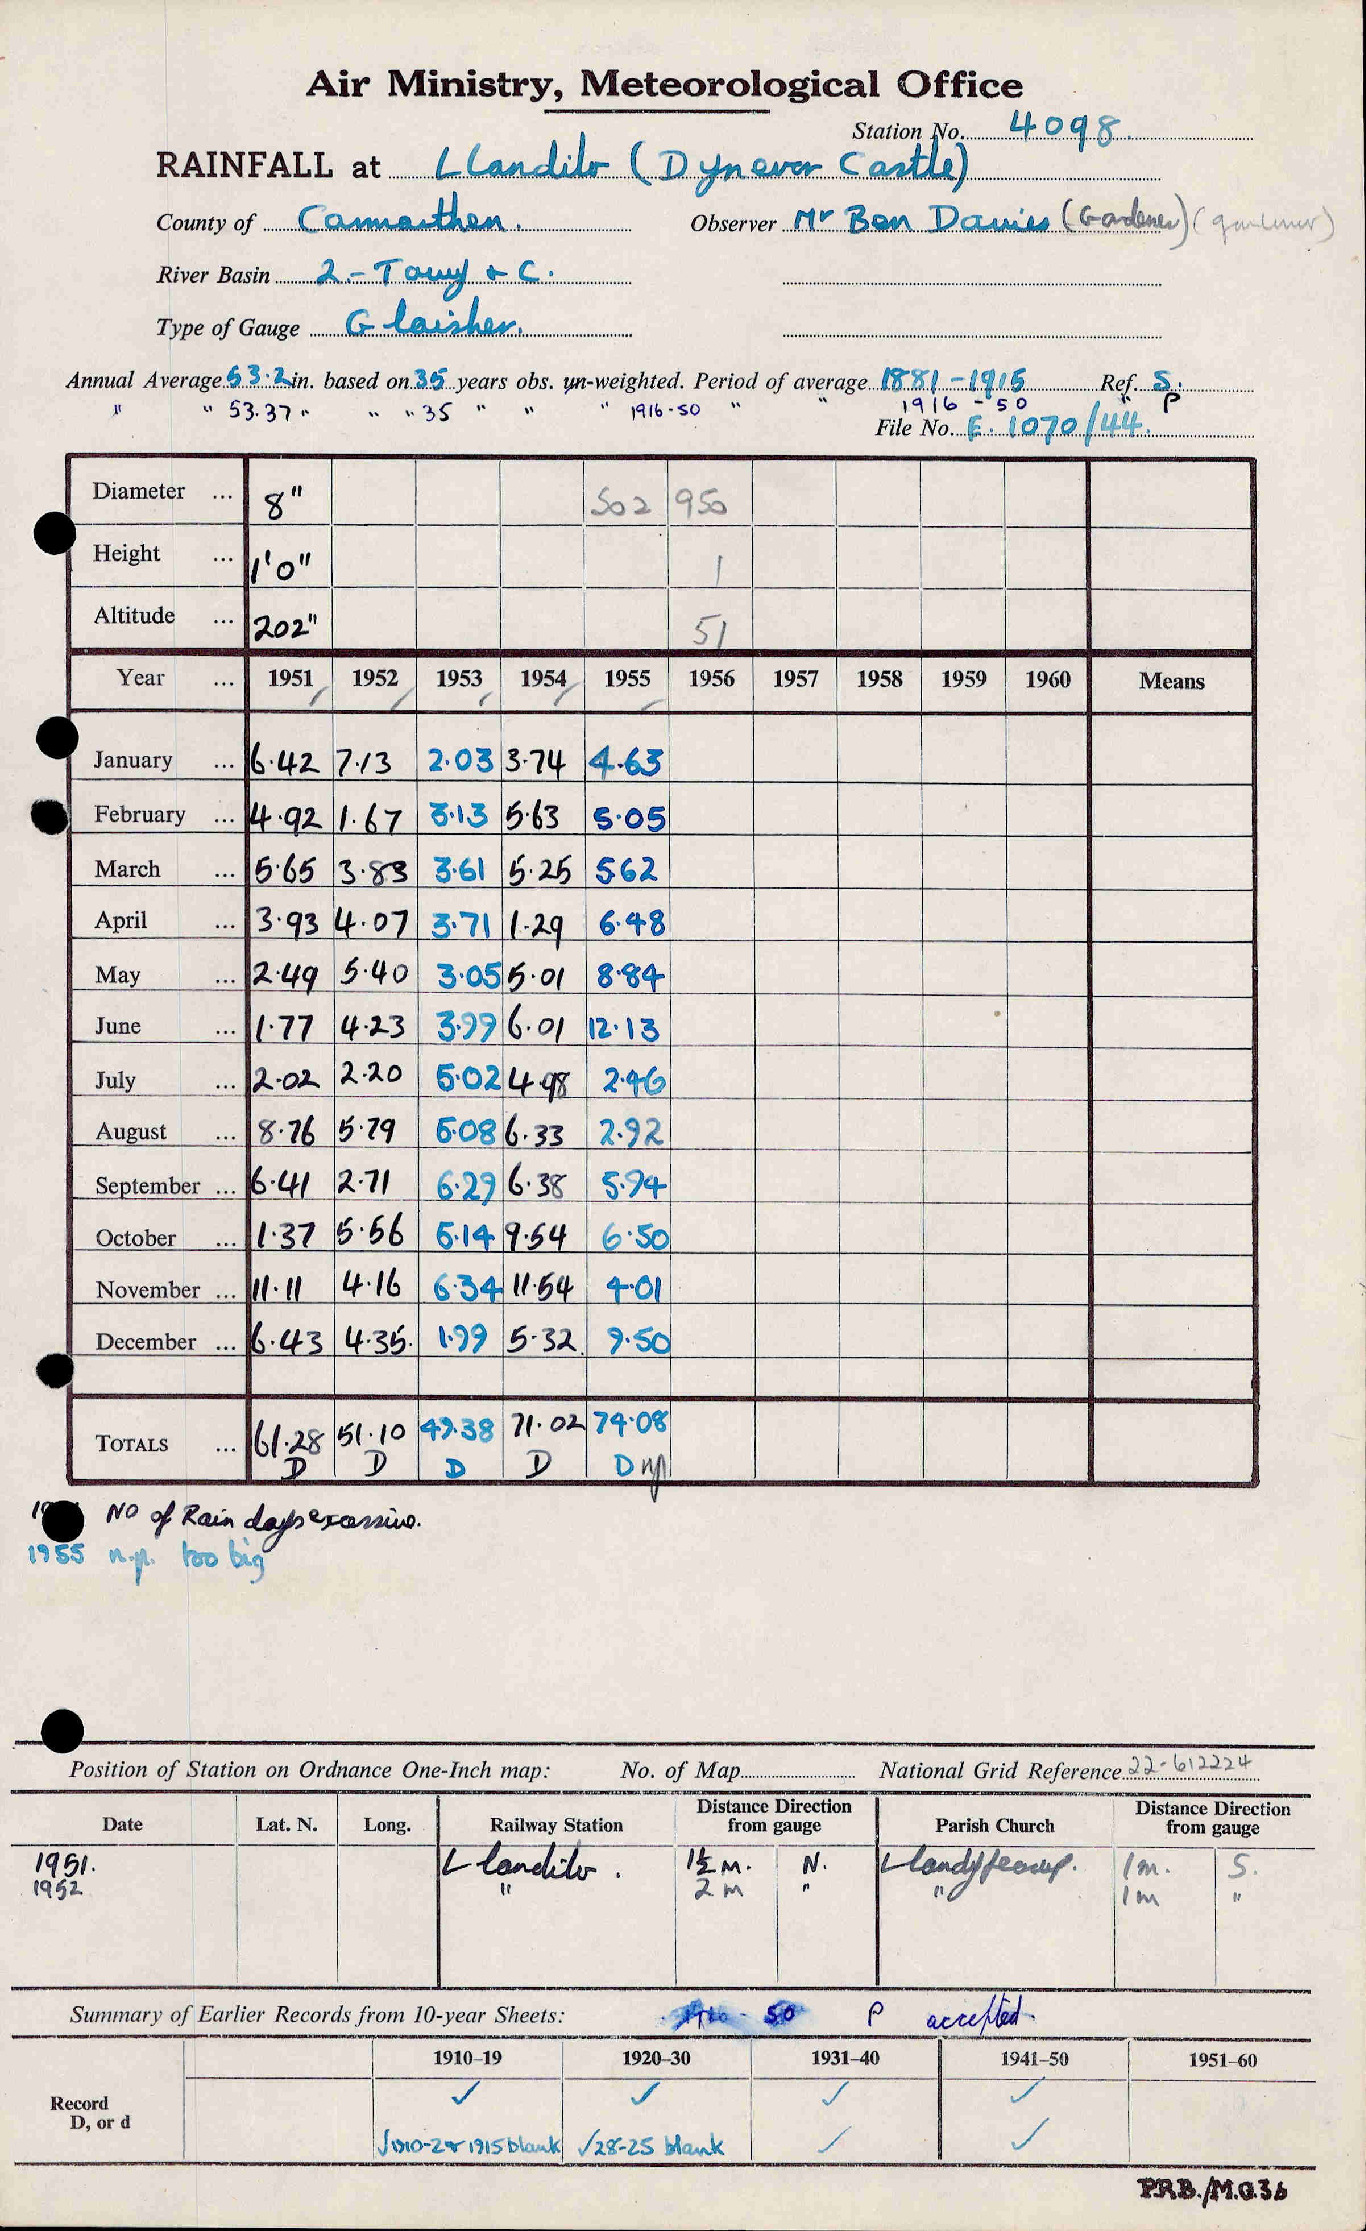 Air Ministry, Meteorological Office
Station No. 4098.
RAINFALL at Llandilo (Dynevor Castle)
County of Carmarthen. Observer Mr Ben Davies (Gardener) (gardener)
River Basin 2.- Towy & C.
Type of Gauge Glaisher.
Annual Average 53.2 in. based on 35 years obs. un-weighted. Period of average 1881-1915 Ref. S.
" " 53.37 " " " 35 " " " 1916-50 " " 1916-50 " P
File No. E. 1070/44.
Diameter ... 8" 502 950
Height ... 1'0" 1
Altitude ... 202" 51
Year ... 1951 1952 1953 1954 1955 1956 1957 1958 1959 1960 Means
January ... 6.42 7.13 2.03 3.74 4.63
February ... 4.92 1.67 3.13 5.63 5.05
March ... 5.65 3.83 3.61 5.25 5.62
April ... 3.93 4.07 3.71 1.29 6.48
May ... 2.49 5.40 3.05 5.01 8.84
June ... 1.77 4.23 3.99 6.01 12.13
July ... 2.02 2.20 5.02 4.98 2.46
August ... 8.76 5.79 5.08 6.33 2.92
September ... 6.41 2.71 6.29 6.38 5.94
October ... 1.37 5.56 5.14 9.54 6.50
November ... 11.11 4.16 6.34 11.54 4.01
December ... 6.43 4.35. 1.99 5.32 9.50
TOTALS ... 61.28 51.10 49.38 71.02 74.08
D D D D D np
No of Rain days excessive.
1955 n.p. too big
Position of Station on Ordnance One-Inch map: No. of Map National Grid Reference 22-612224
Date Lat. N. Long. Railway Station Distance Direction from gauge Parish Church Distance Direction from gauge
1951. Llandilo. 1½ m. N. 1m. S.
1952 " 2 m " " 1m "
Summary of Earlier Records from 10-year Sheets: 50 P accepted
1910-19 1920-30 1931-40 1941-50 1951-60
Record ✓ ✓ ✓ ✓
D, or d √1910-2 & 1915 blank √28-25 blank ✓ ✓
P.R.B./M.O.36